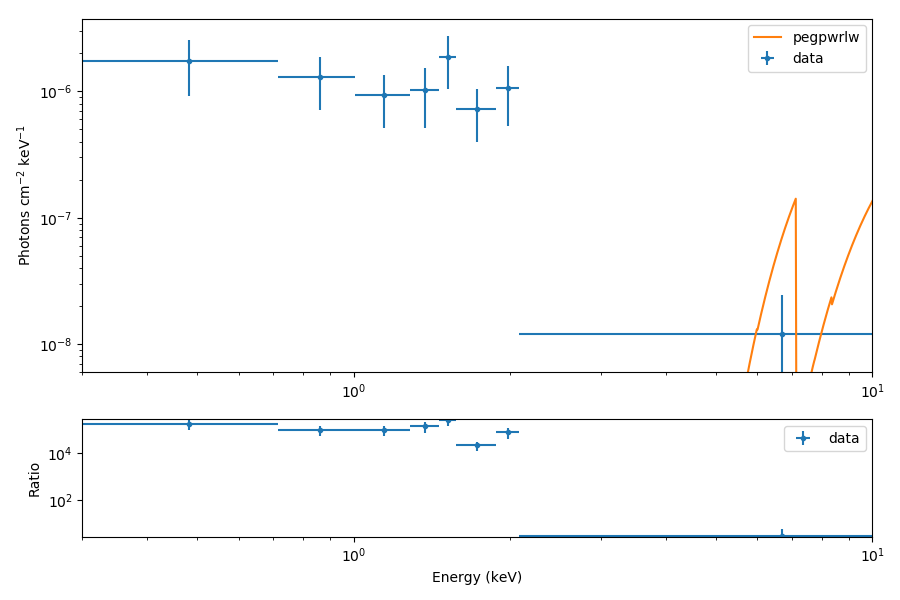 pegpwrlw
data
Photons cm⁻² keV⁻¹
10⁻⁶
10⁻⁷
10⁻⁸
10⁰
10¹
data
Ratio
10⁴
10²
10⁰
10¹
Energy (keV)